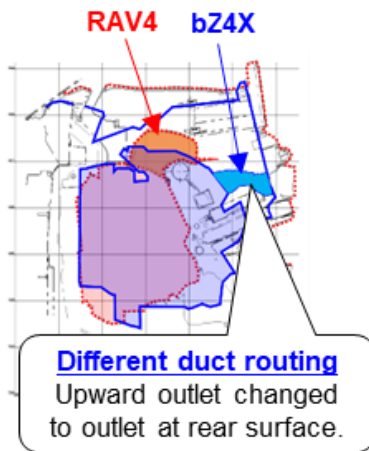 RAV4 bZ4X
Different duct routing
Upward outlet changed
to outlet at rear surface.